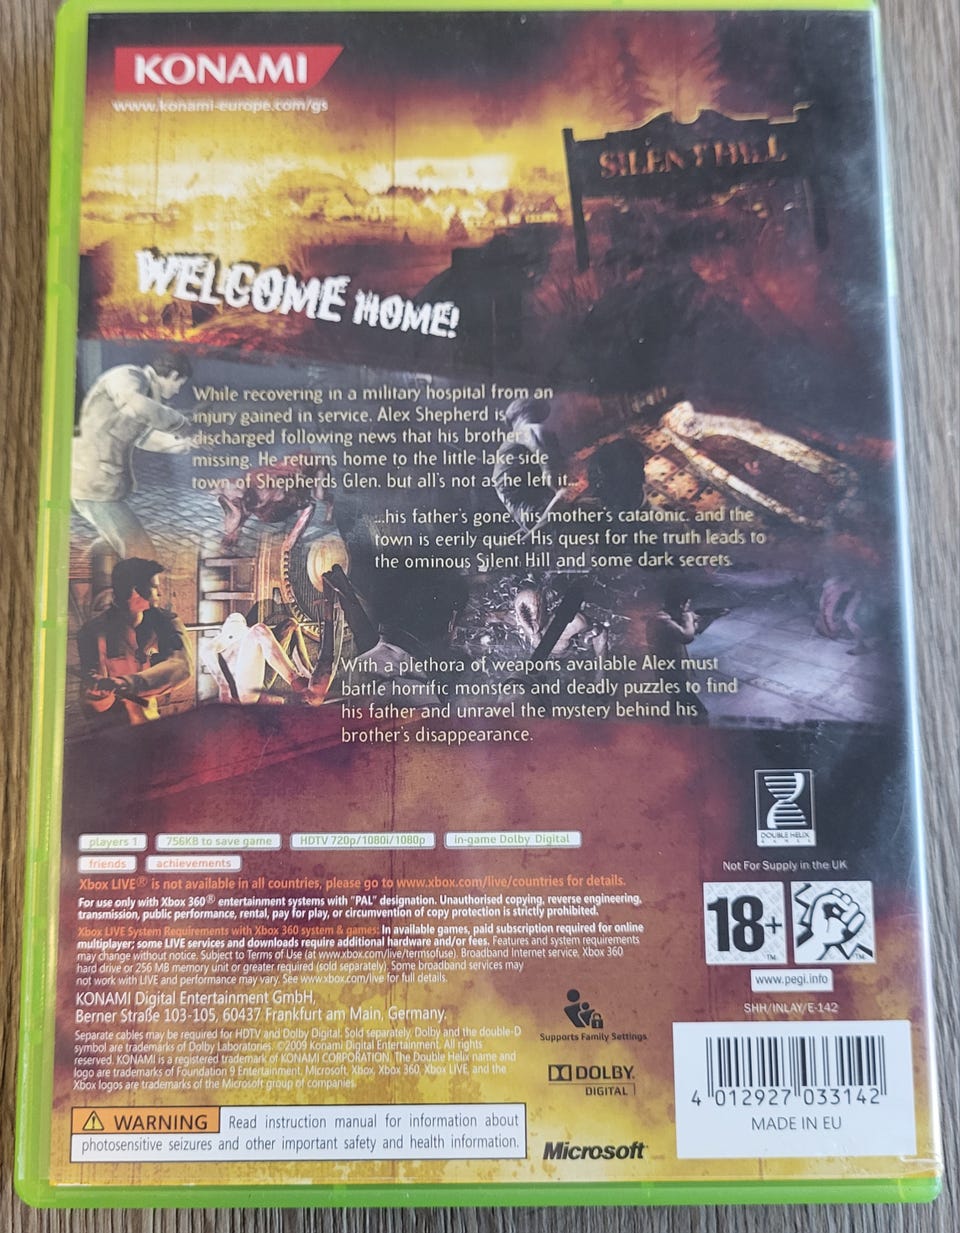 KONAMI
www.konami-europe.com/gs
SILENT HILL
WELCOME HOME!
While recovering in a military hospital from an
injury gained in service. Alex Shepherd is
discharged following news that his brother
missing. He returns home to the little lake side
town of Shepherds Glen. but all's not as he left it...
...his father's gone. his mother's catatonic. and the
town is eerily quiet. His quest for the truth leads to
the ominous Silent Hill and some dark secrets.
With a plethora of weapons available Alex must
battle horrific monsters and deadly puzzles to find
his father and unravel the mystery behind his
brother's disappearance.
DOUBLE HELIX
GAMES
players 1
756KB to save game
HDTV 720p/1080i/1080p
in-game Dolby Digital
friends
achievements
Not For Supply in the UK
Xbox LIVE® is not available in all countries, please go to www.xbox.com/live/countries for details.
For use only with Xbox 360® entertainment systems with "PAL" designation. Unauthorised copying, reverse engineering,
transmission, public performance, rental, pay for play, or circumvention of copy protection is strictly prohibited.
Xbox LIVE System Requirements with Xbox 360 system & games: In available games, paid subscription required for online
multiplayer; some LIVE services and downloads require additional hardware and/or fees. Features and system requirements
may change without notice. Subject to Terms of Use (at www.xbox.com/live/termsofuse). Broadband Internet service, Xbox 360
hard drive or 256 MB memory unit or greater required (sold separately). Some broadband services may
not work with LIVE and performance may vary. See www.xbox.com/live for full details.
18+
TM
TM
www.pegi.info
SHH/INLAY/E-142
KONAMI Digital Entertainment GmbH,
Berner Straße 103-105, 60437 Frankfurt am Main, Germany.
Separate cables may be required for HDTV and Dolby Digital. Sold separately. Dolby and the double-D
symbol are trademarks of Dolby Laboratories. ©2009 Konami Digital Entertainment. All rights
reserved. KONAMI is a registered trademark of KONAMI CORPORATION. The Double Helix name and
logo are trademarks of Foundation 9 Entertainment. Microsoft, Xbox, Xbox 360, Xbox LIVE, and the
Xbox logos are trademarks of the Microsoft group of companies.
Supports Family Settings
DOLBY
DIGITAL
WARNING Read instruction manual for information about
photosensitive seizures and other important safety and health information.
Microsoft
4 012927 033142
MADE IN EU